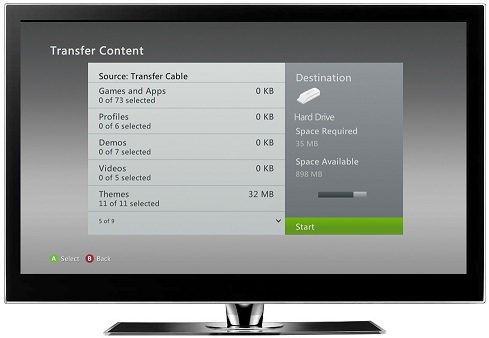 Transfer Content
Source: Transfer Cable
Games and Apps 0 KB
0 of 73 selected
Profiles 0 KB
0 of 6 selected
Demos 0 KB
0 of 7 selected
Videos 0 KB
0 of 5 selected
Themes 32 MB
11 of 11 selected
5 of 9
Destination
Hard Drive
Space Required
35 MB
Space Available
898 MB
Start
A Select B Back